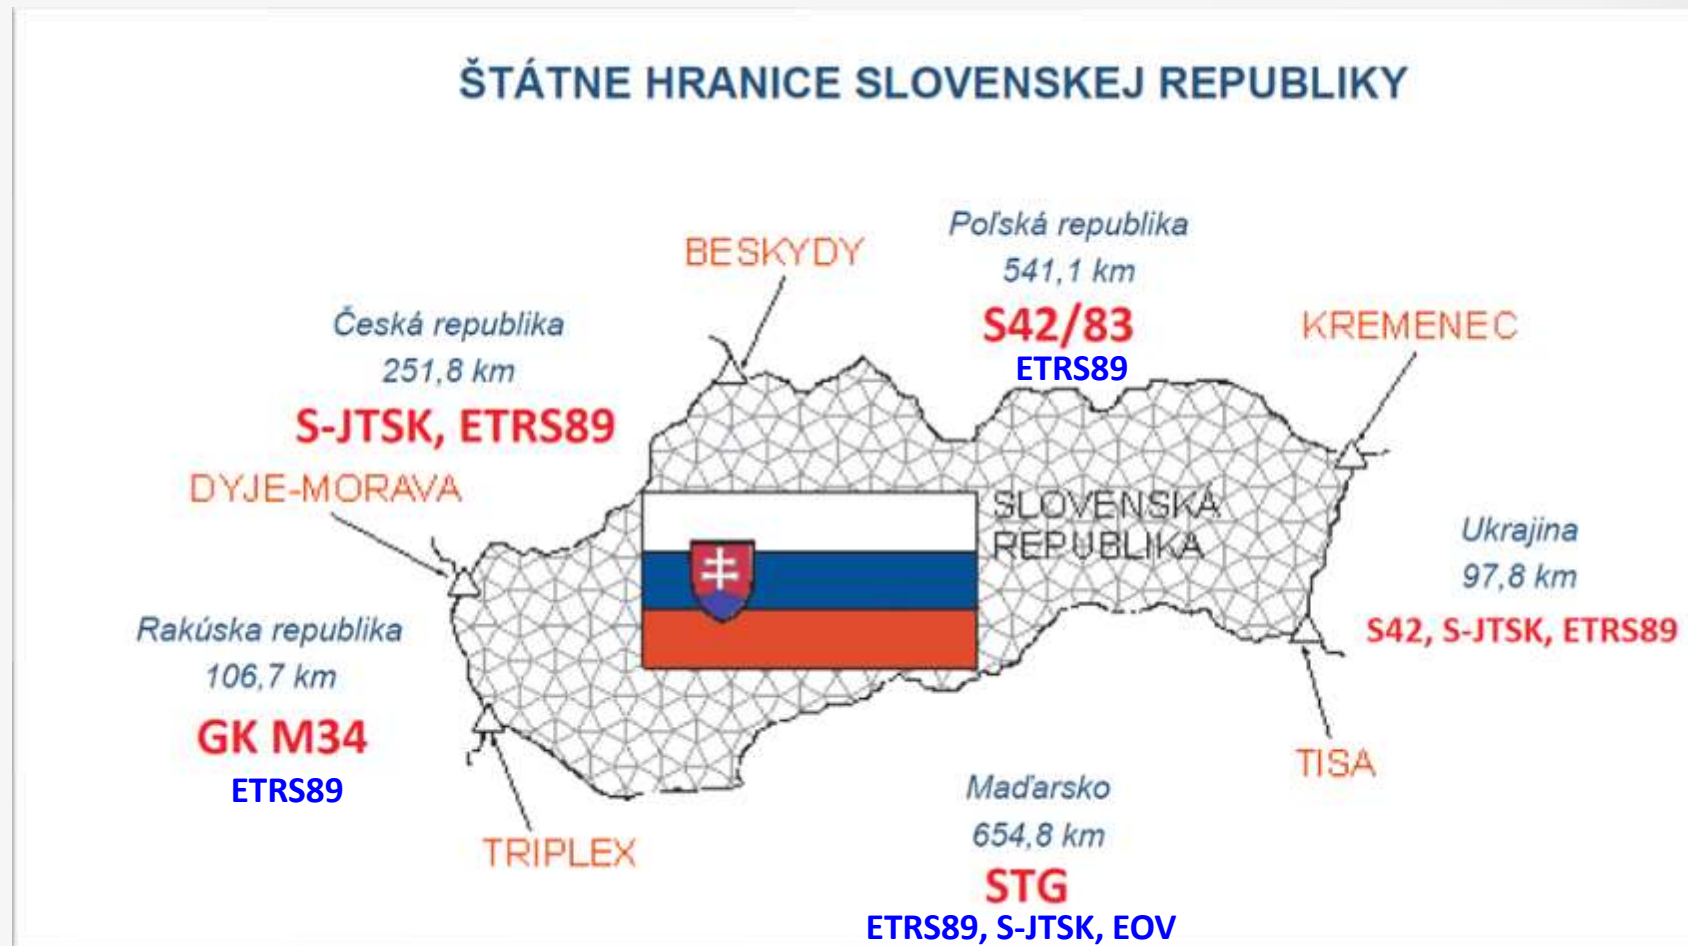 ŠTÁTNE HRANICE SLOVENSKEJ REPUBLIKY
Poľská republika
541,1 km
S42/83
ETRS89
BESKYDY
KREMENEC
Česká republika
251,8 km
S-JTSK, ETRS89
DYJE-MORAVA
SLOVENSKÁ
REPUBLIKA
Ukrajina
97,8 km
S42, S-JTSK, ETRS89
Rakúska republika
106,7 km
GK M34
ETRS89
TISA
TRIPLEX
Maďarsko
654,8 km
STG
ETRS89, S-JTSK, EOV